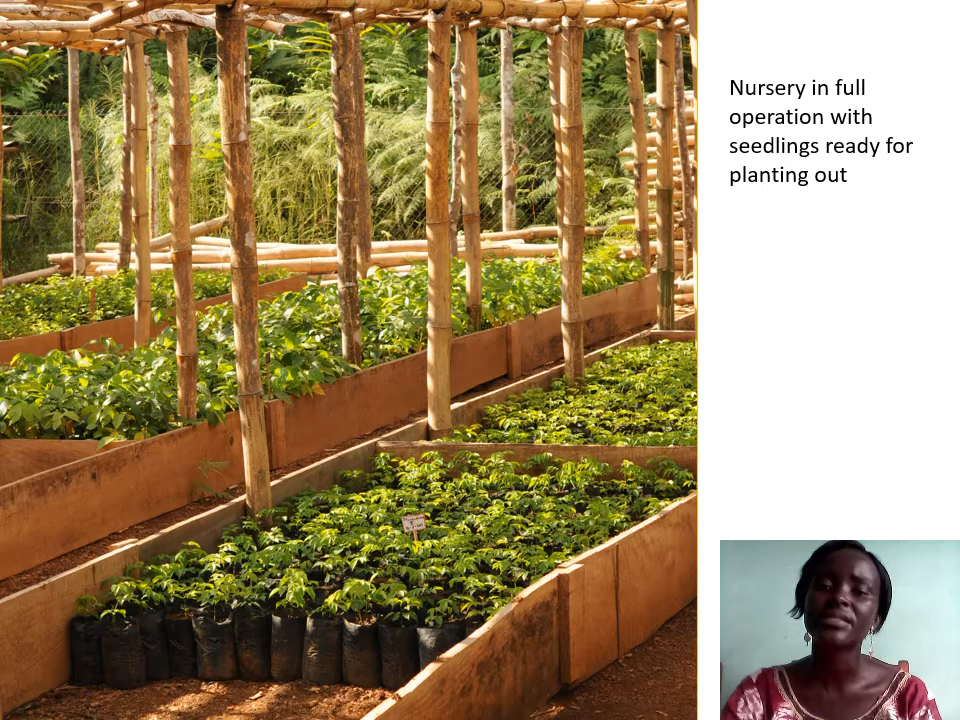 Nursery in full
operation with
seedlings ready for
planting out